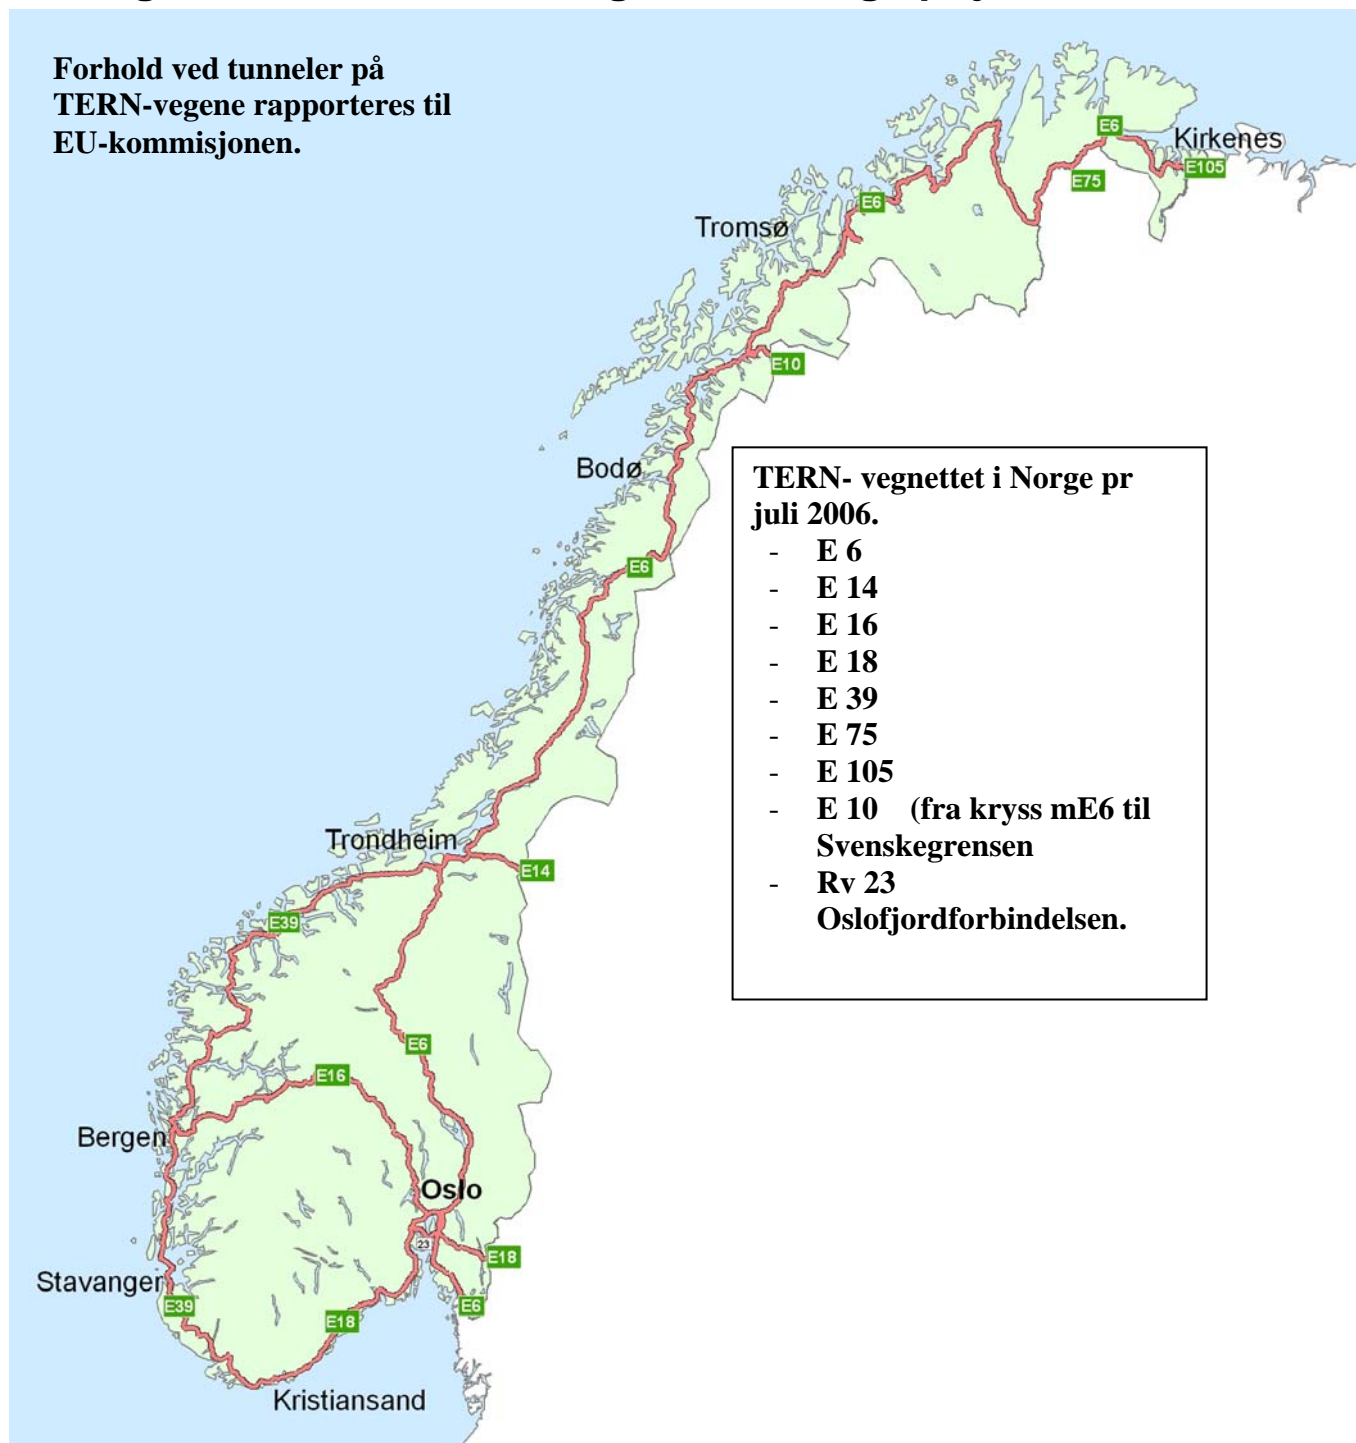 Forhold ved tunneler på
TERN-vegene rapporteres til
EU-kommisjonen.
E6
Kirkenes
E105
E75
E6
Tromsø
E10
Bodø
TERN- vegnettet i Norge pr
juli 2006.
- E 6
- E 14
- E 16
- E 18
- E 39
- E 75
- E 105
- E 10 (fra kryss mE6 til
Svenskegrensen
- Rv 23
Oslofjordforbindelsen.
E6
Trondheim
E14
E39
E6
E16
Bergen
Oslo
23
E18
Stavanger
E39
E6
E18
Kristiansand